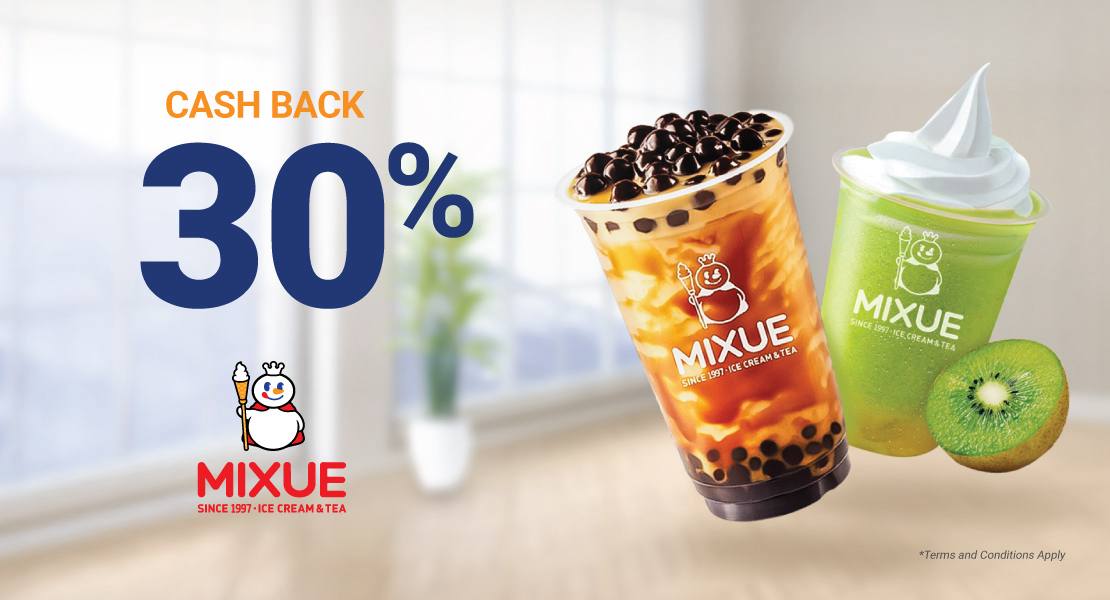 CASH BACK
30%
MIXUE
SINCE 1997·ICE CREAM & TEA
MIXUE
SINCE 1997·ICE CREAM & TEA
MIXUE
SINCE 1997·ICE CREAM & TEA
*Terms and Conditions Apply